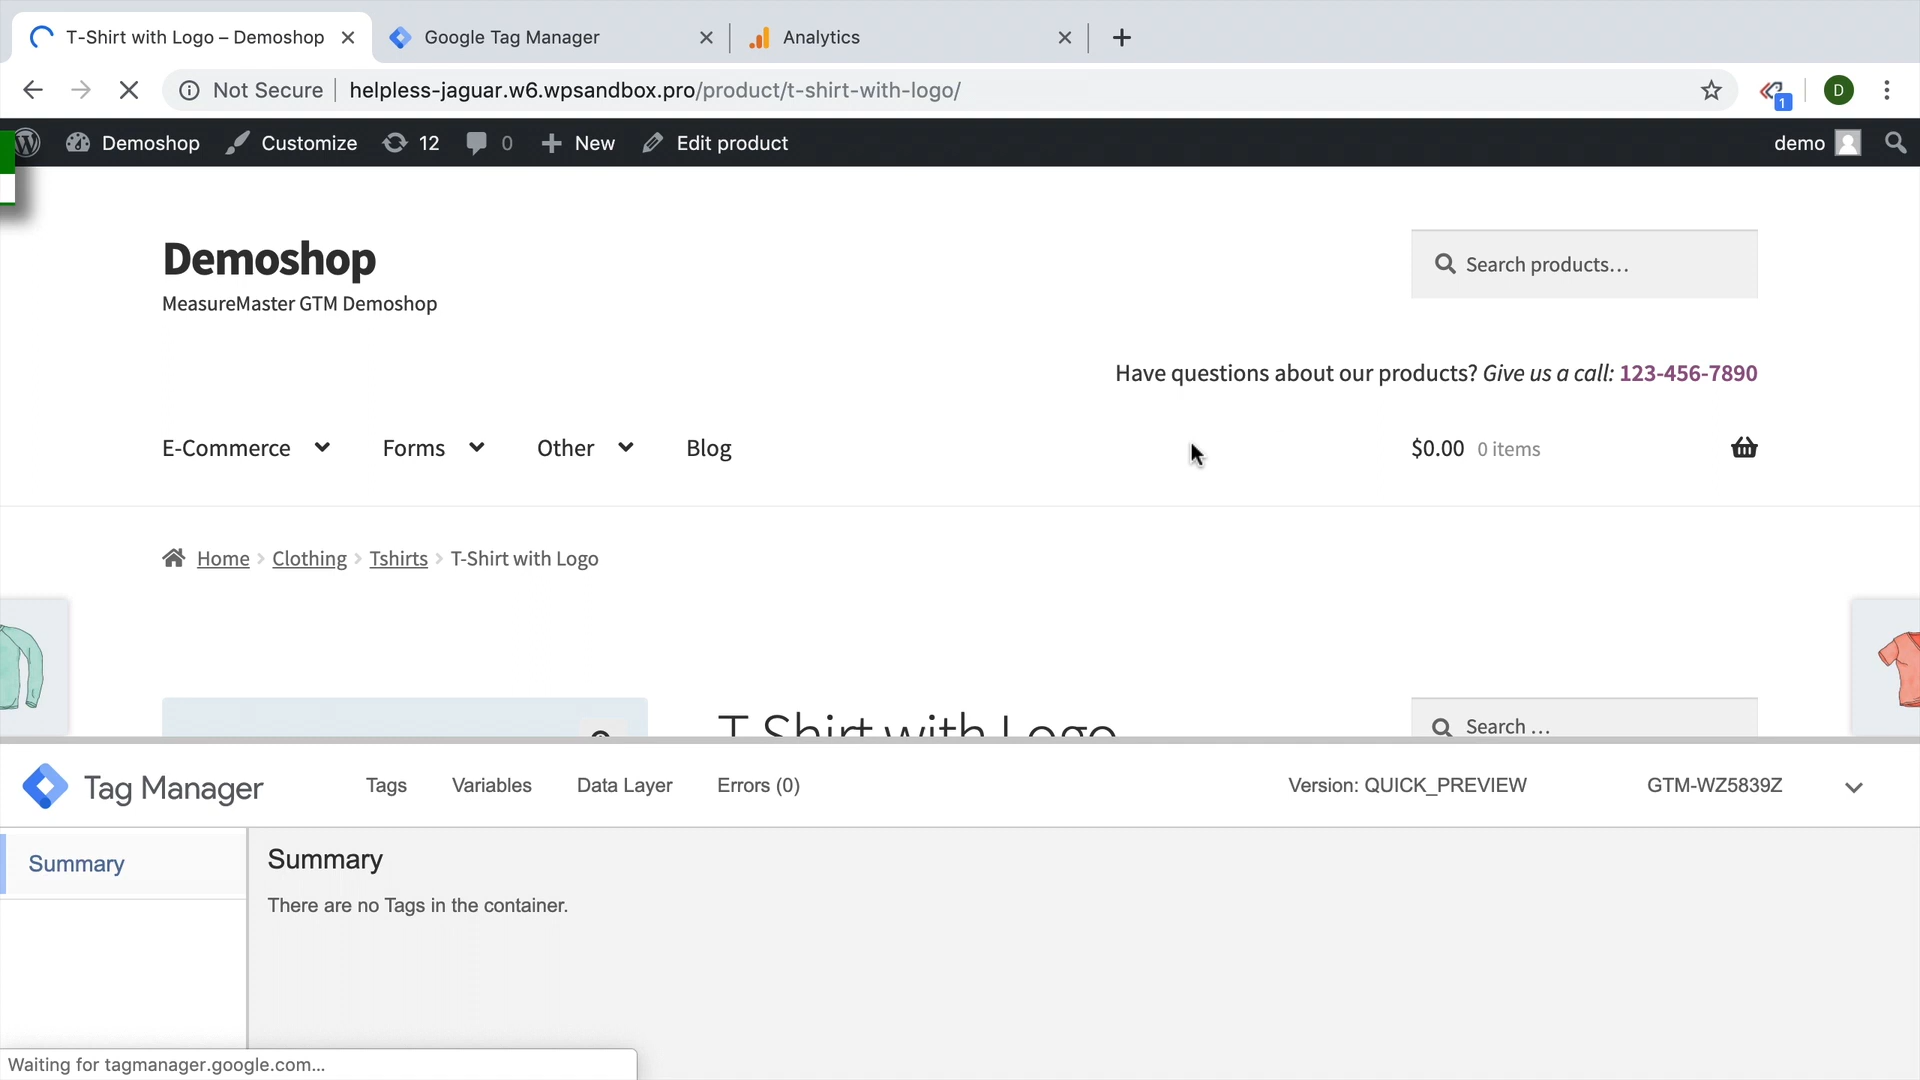 T-Shirt with Logo – Demoshop
Google Tag Manager
Analytics
Not Secure
helpless-jaguar.w6.wpsandbox.pro/product/t-shirt-with-logo/
1
D
Demoshop
Customize
12
0
New
Edit product
demo
Demoshop
MeasureMaster GTM Demoshop
Search products…
Have questions about our products? Give us a call: 123-456-7890
E-Commerce
Forms
Other
Blog
$0.00 0 items
Home
Clothing
Tshirts
T-Shirt with Logo
T-Shirt with Logo
Search …
Tag Manager
Tags
Variables
Data Layer
Errors (0)
Version: QUICK_PREVIEW
GTM-WZ5839Z
Summary
Summary
There are no Tags in the container.
Waiting for tagmanager.google.com...